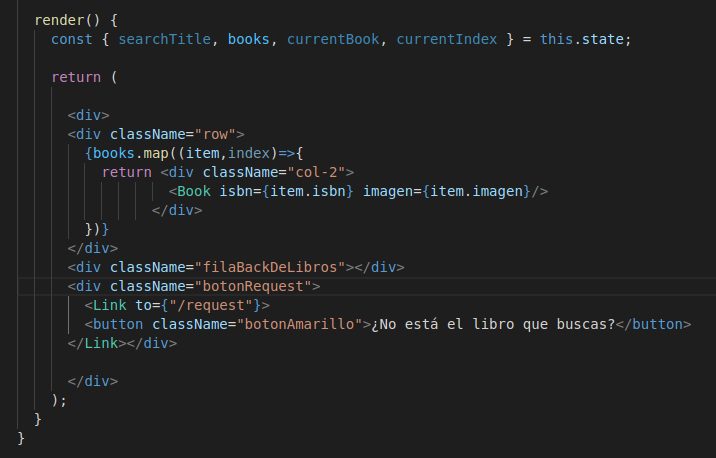 render() {
const { searchTitle, books, currentBook, currentIndex } = this.state;
return (
<div>
<div className="row">
{books.map((item,index)=>{
return <div className="col-2">
<Book isbn={item.isbn} imagen={item.imagen}/>
</div>
})}
</div>
<div className="filaBackDeLibros"></div>
<div className="botonRequest">
<Link to={"/request"}>
<button className="botonAmarillo">¿No está el libro que buscas?</button>
</Link></div>
</div>
);
}
}